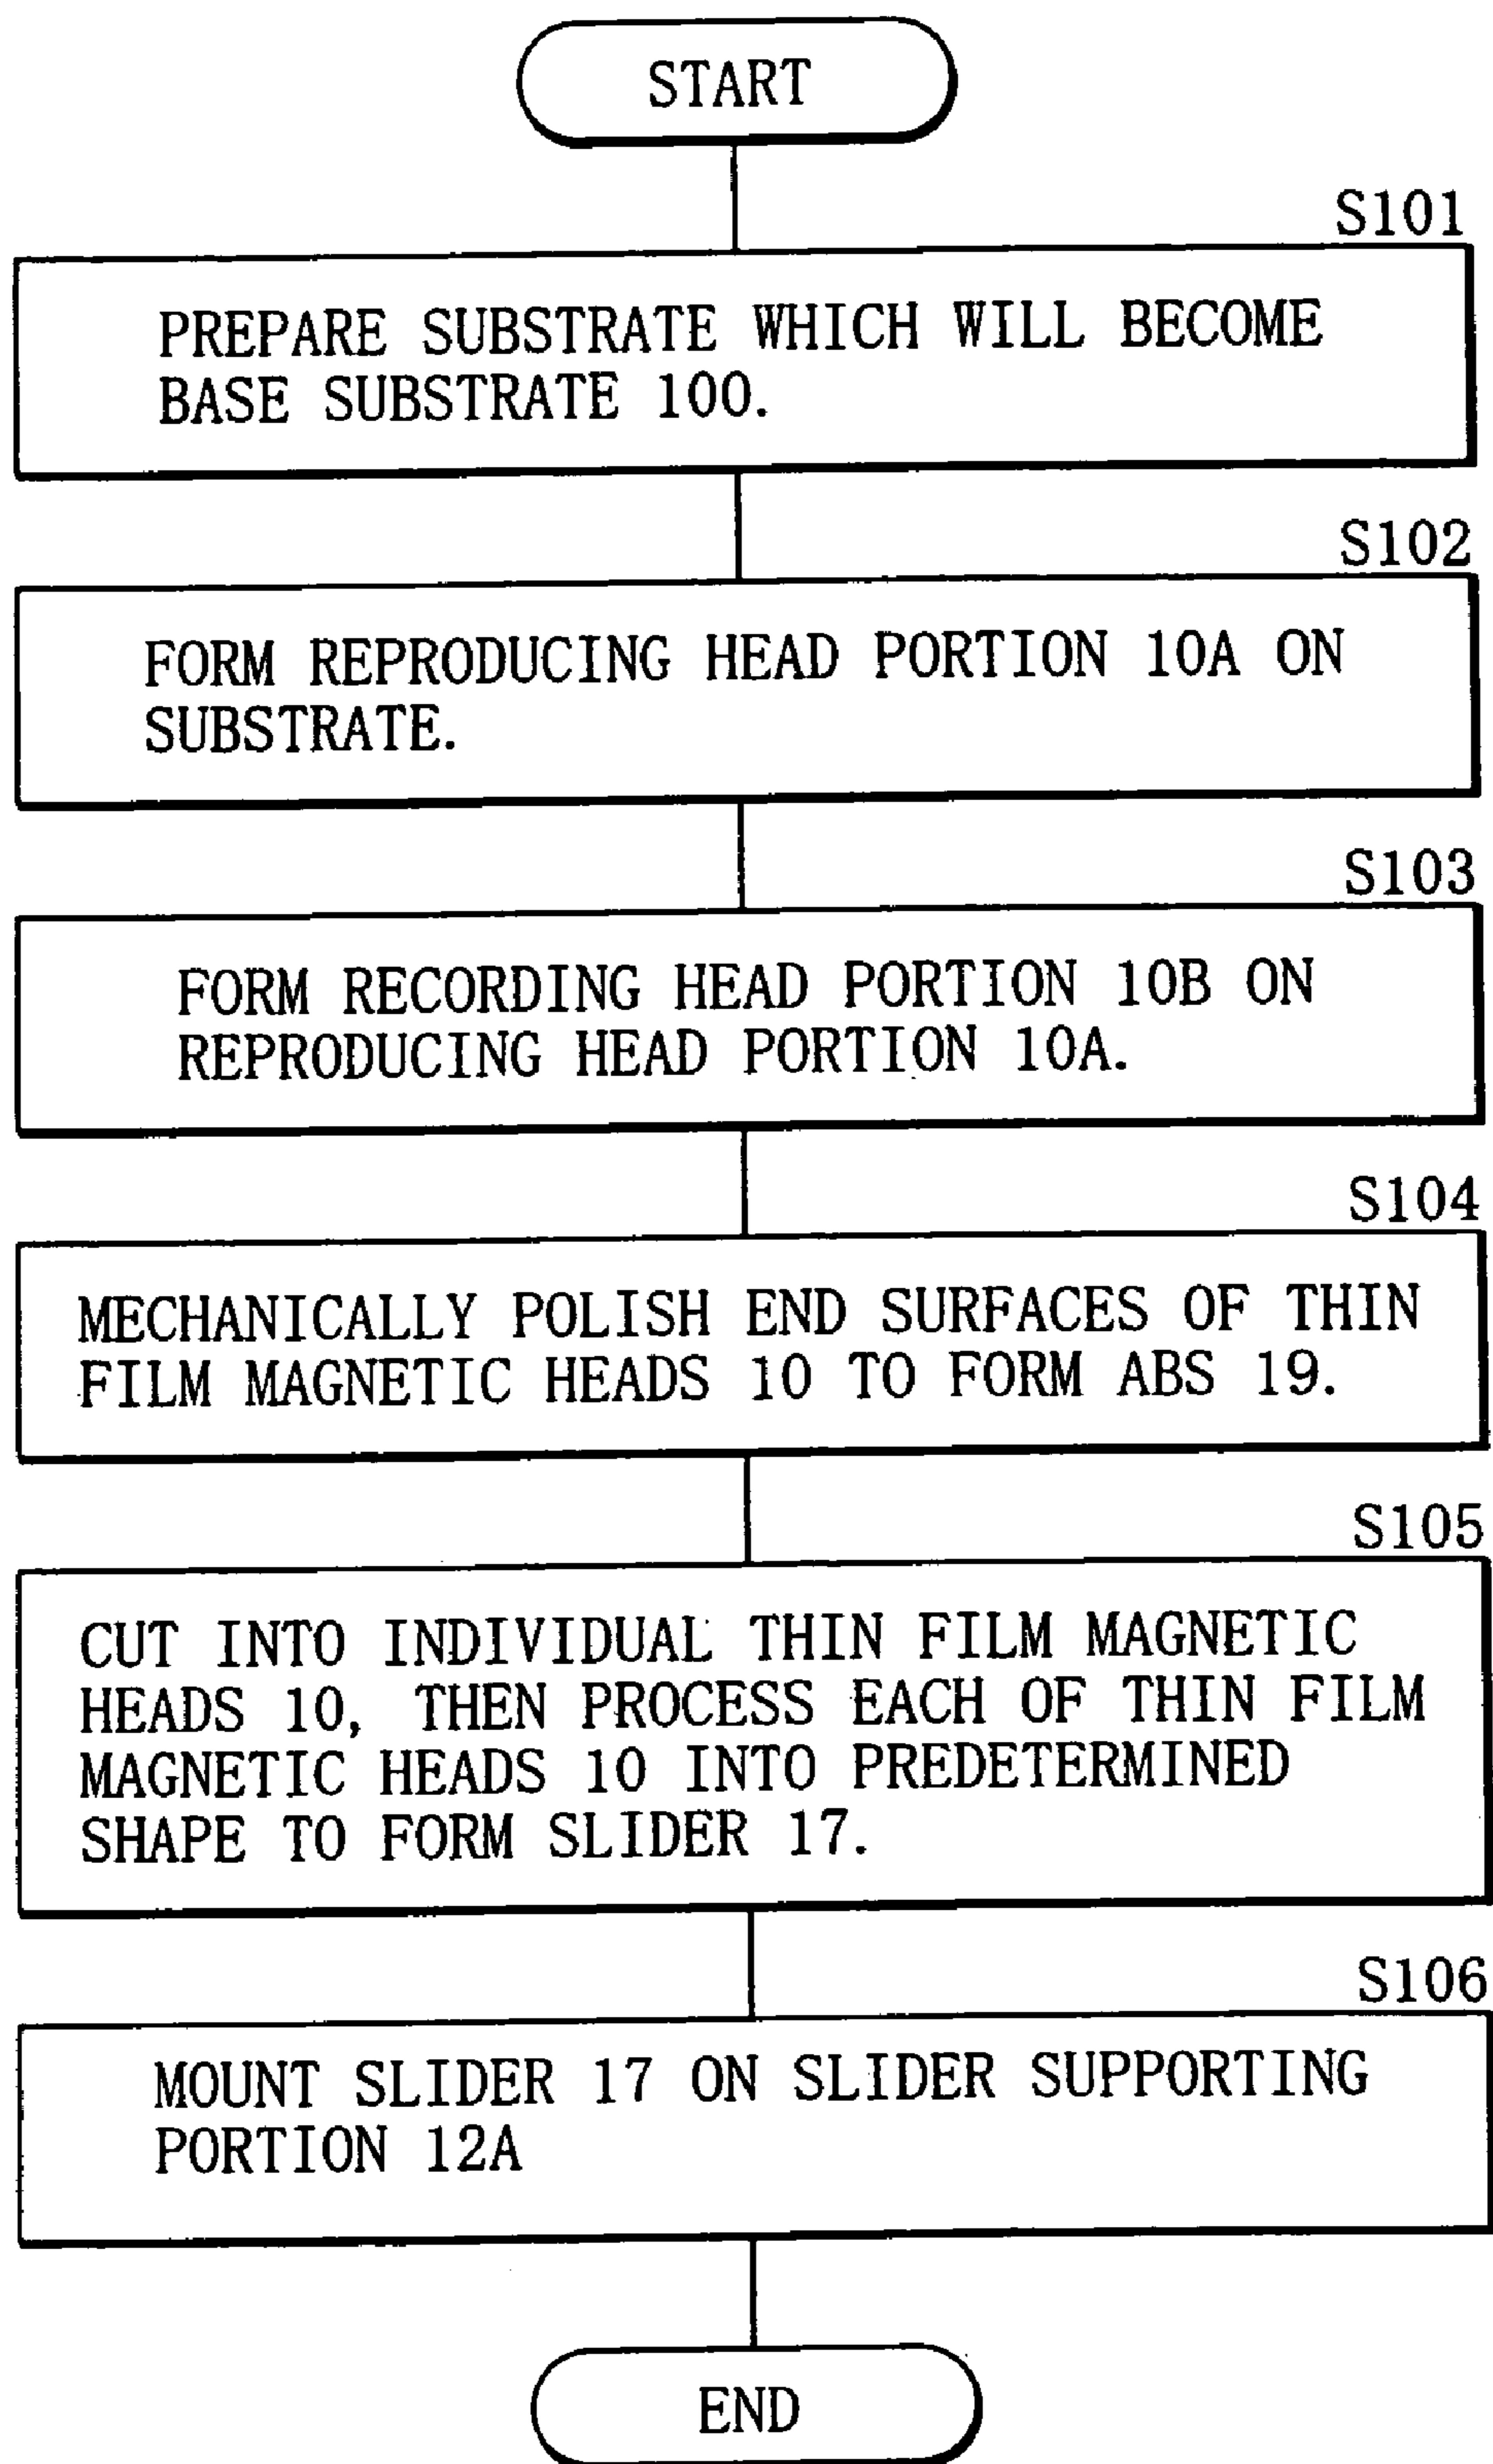 START
S101
PREPARE SUBSTRATE WHICH WILL BECOME
BASE SUBSTRATE 100.
S102
FORM REPRODUCING HEAD PORTION 10A ON
SUBSTRATE.
S103
FORM RECORDING HEAD PORTION 10B ON
REPRODUCING HEAD PORTION 10A.
S104
MECHANICALLY POLISH END SURFACES OF THIN
FILM MAGNETIC HEADS 10 TO FORM ABS 19.
S105
CUT INTO INDIVIDUAL THIN FILM MAGNETIC
HEADS 10, THEN PROCESS EACH OF THIN FILM
MAGNETIC HEADS 10 INTO PREDETERMINED
SHAPE TO FORM SLIDER 17.
S106
MOUNT SLIDER 17 ON SLIDER SUPPORTING
PORTION 12A
END